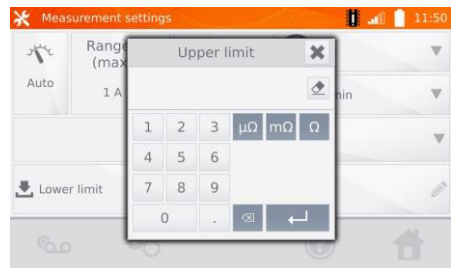 Measurement settings 11:50
Range
(max
Auto
1 A
min
Lower limit
Upper limit
1 2 3 μΩ mΩ Ω
4 5 6
7 8 9
0 .